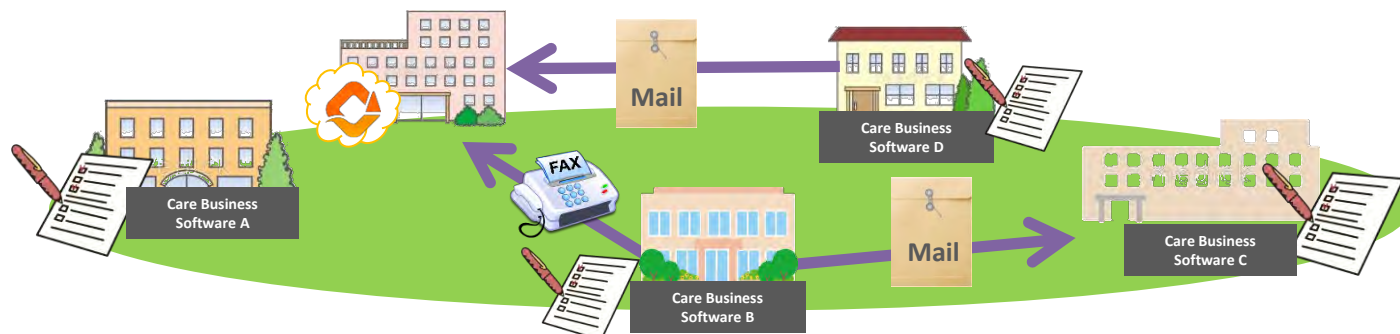 Mail
Care Business
Software D
FAX
Care Business
Software A
Mail
Care Business
Software C
Care Business
Software B